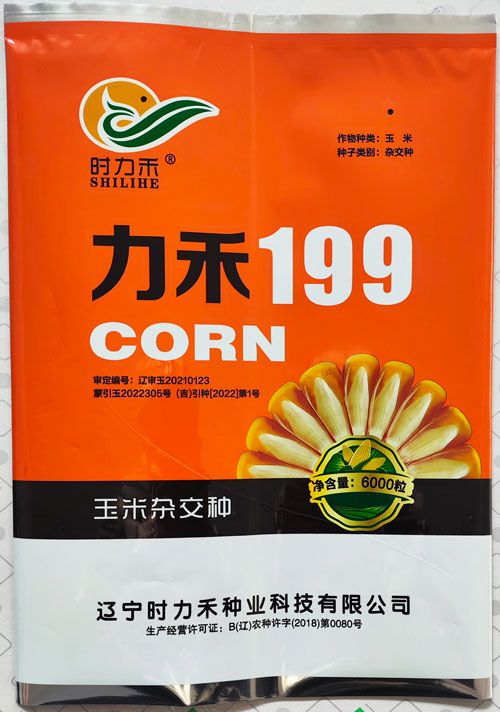 时力禾®
SHILIHE
作物种类：玉 米
种子类别：杂交种
力禾199
CORN
审定编号：辽审玉20210123
蒙引玉2022305号 (吉)引种[2022]第1号
净含量：6000粒
玉米杂交种
辽宁时力禾种业科技有限公司
生产经营许可证：B(辽)农种许字(2018)第0080号